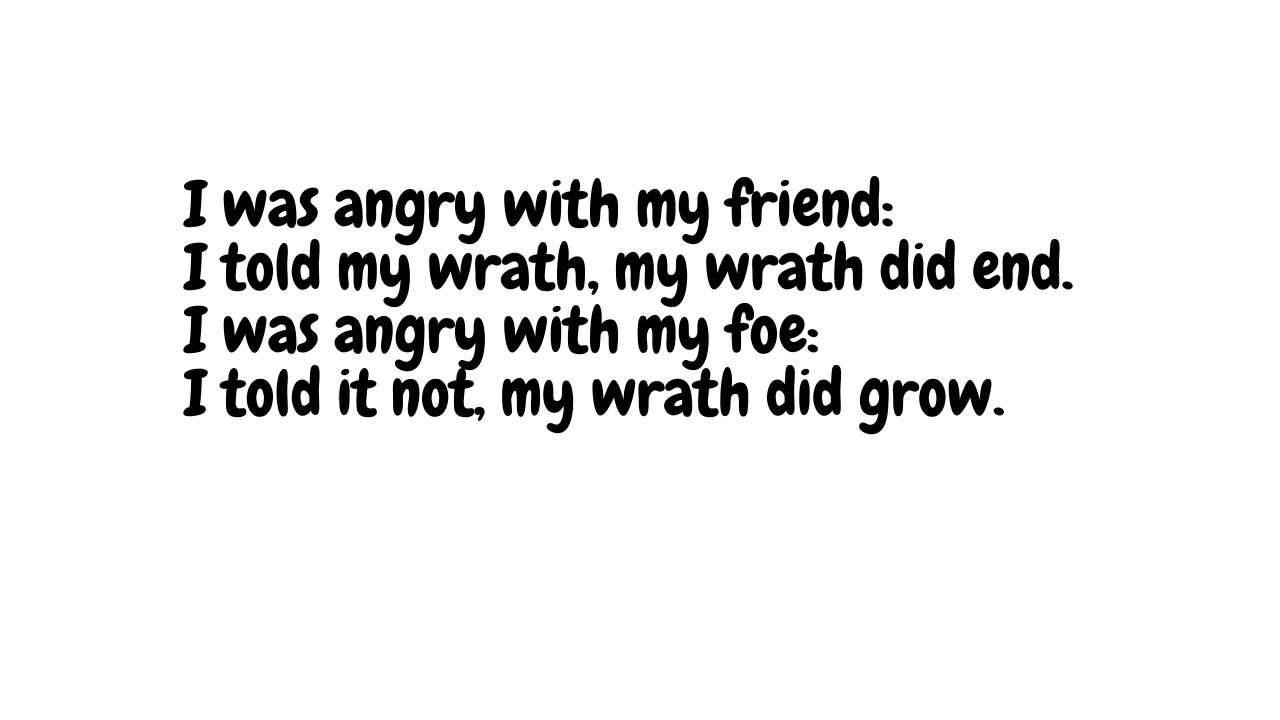 I was angry with my friend:
I told my wrath, my wrath did end.
I was angry with my foe:
I told it not, my wrath did grow.